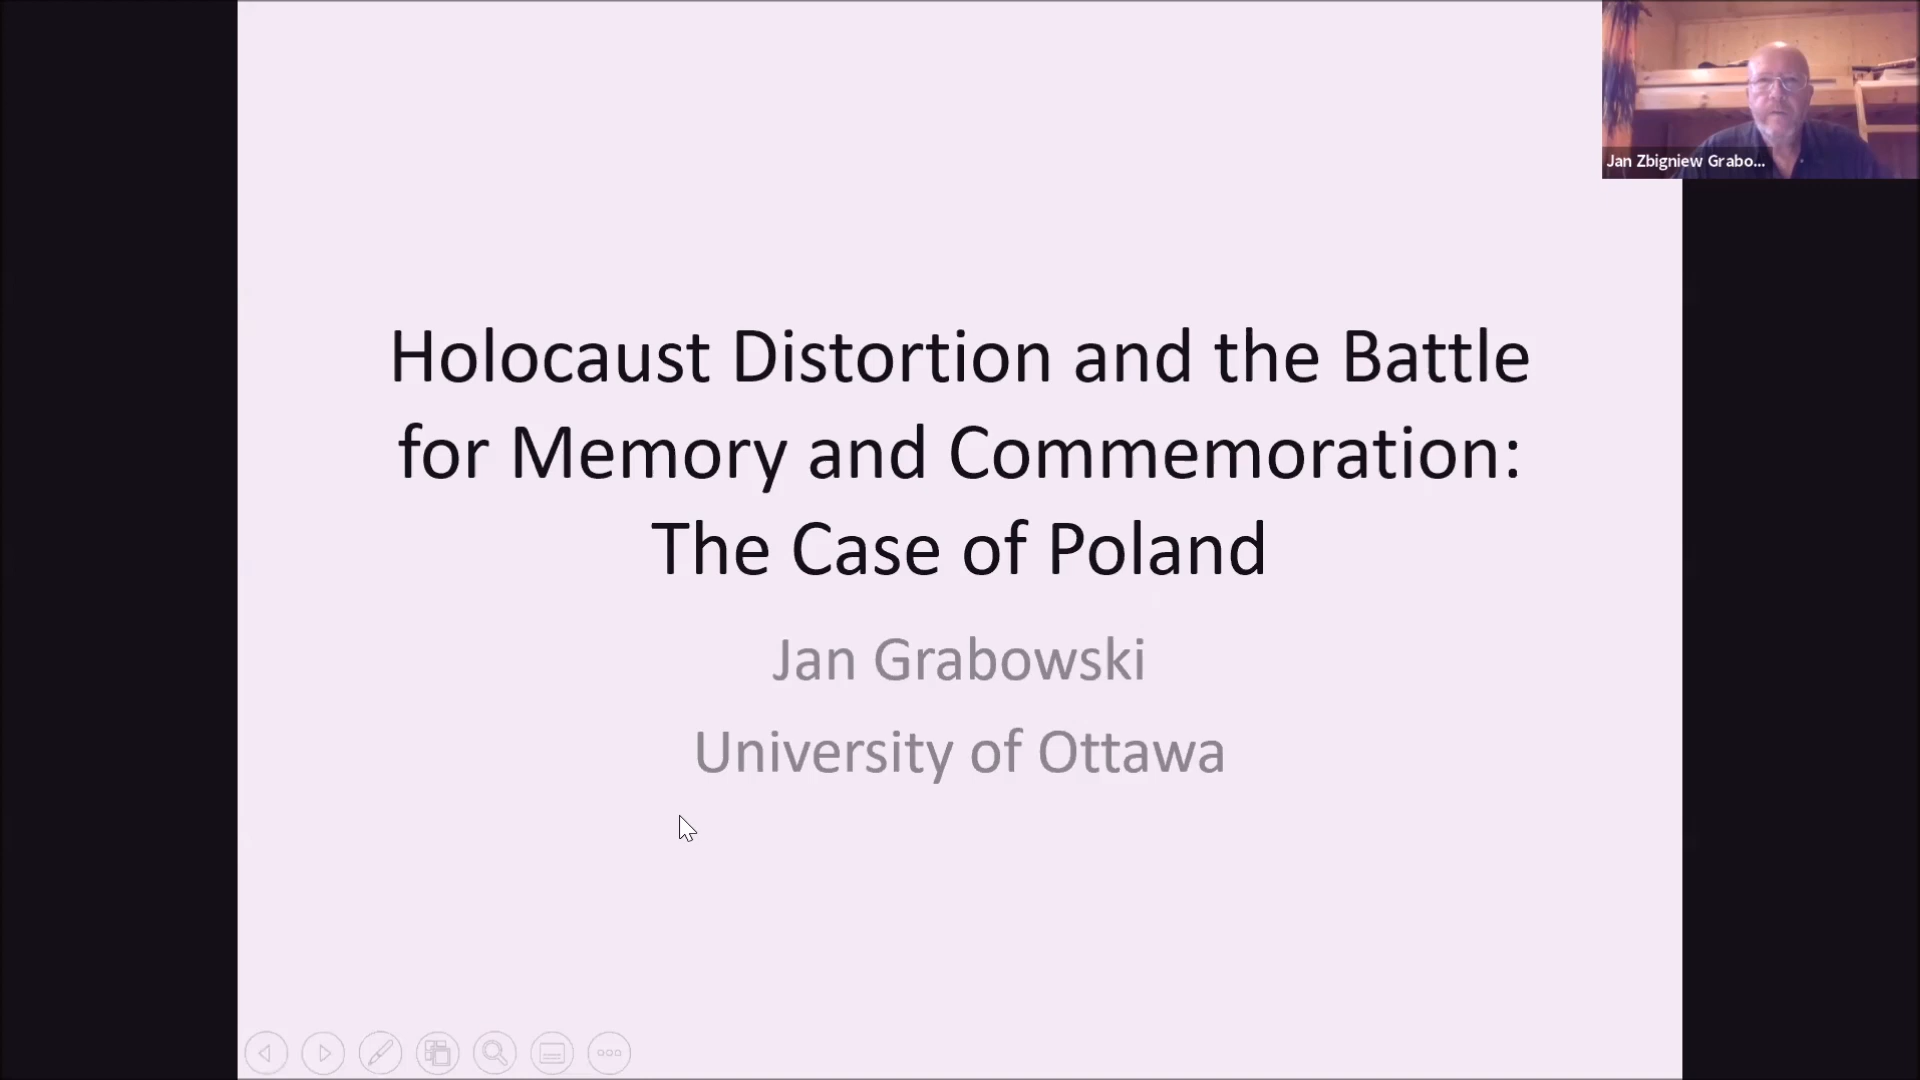 Jan Zbigniew Grabo...
Holocaust Distortion and the Battle
for Memory and Commemoration:
The Case of Poland
Jan Grabowski
University of Ottawa